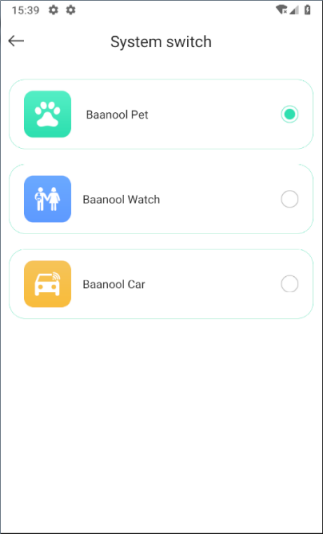 15:39
System switch
Baanool Pet
Baanool Watch
Baanool Car